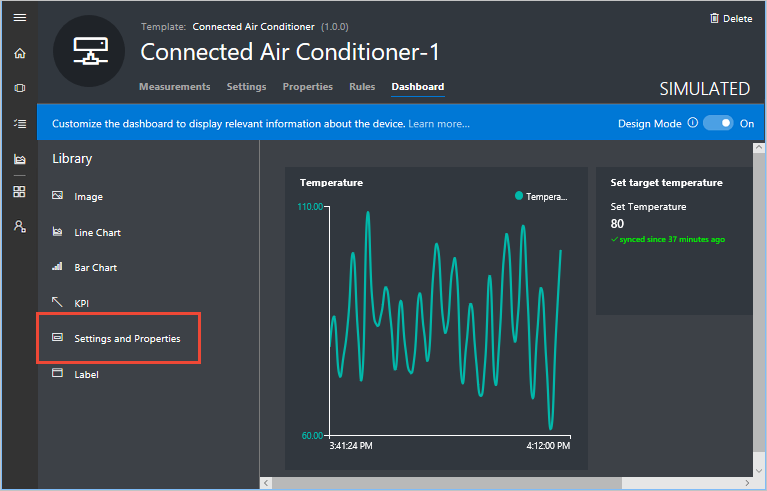 Template: Connected Air Conditioner (1.0.0)
Delete
Connected Air Conditioner-1
Measurements Settings Properties Rules Dashboard
SIMULATED
Customize the dashboard to display relevant information about the device. Learn more...
Design Mode On
Library
Image
Line Chart
Bar Chart
KPI
Settings and Properties
Label
Temperature
Tempera...
110.00
60.00
3:41:24 PM
4:12:00 PM
Set target temperature
Set Temperature
80
synced since 37 minutes ago